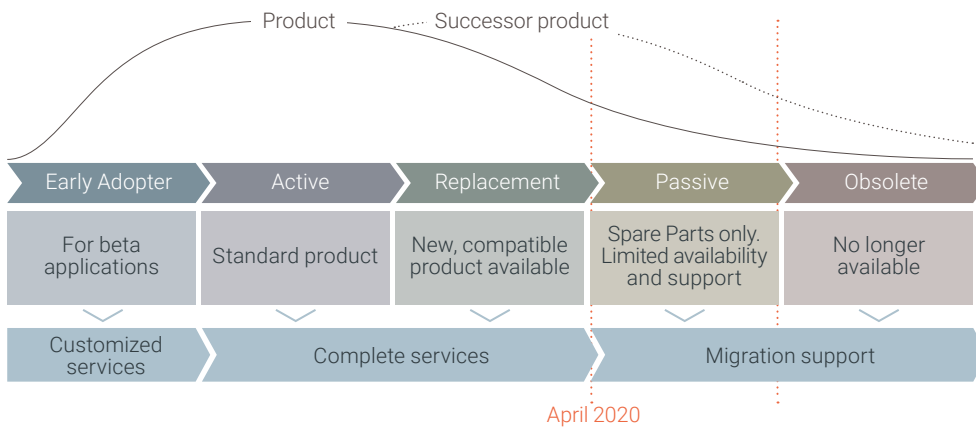 Product
Successor product
Early Adopter
Active
Replacement
Passive
Obsolete
For beta
applications
Standard product
New, compatible
product available
Spare Parts only.
Limited availability
and support
No longer
available
Customized
services
Complete services
Migration support
April 2020